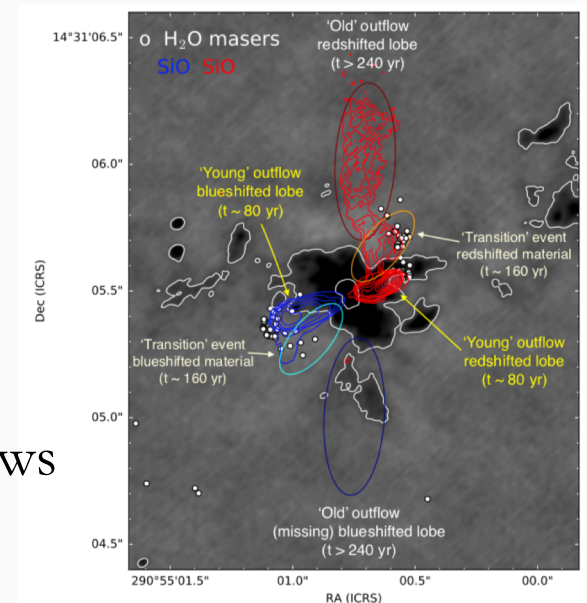 14°31'06.5"
o H₂O masers
SiO SiO
'Old' outflow
redshifted lobe
(t > 240 yr)
06.0"
'Young' outflow
blueshifted lobe
(t ~ 80 yr)
'Transition' event
redshifted material
(t ~ 160 yr)
Dec (ICRS)
05.5"
'Transition' event
blueshifted material
(t ~ 160 yr)
'Young' outflow
redshifted lobe
(t ~ 80 yr)
05.0"
ws
'Old' outflow
(missing) blueshifted lobe
(t > 240 yr)
04.5"
290°55'01.5" 01.0" 00.5" 00.0"
RA (ICRS)